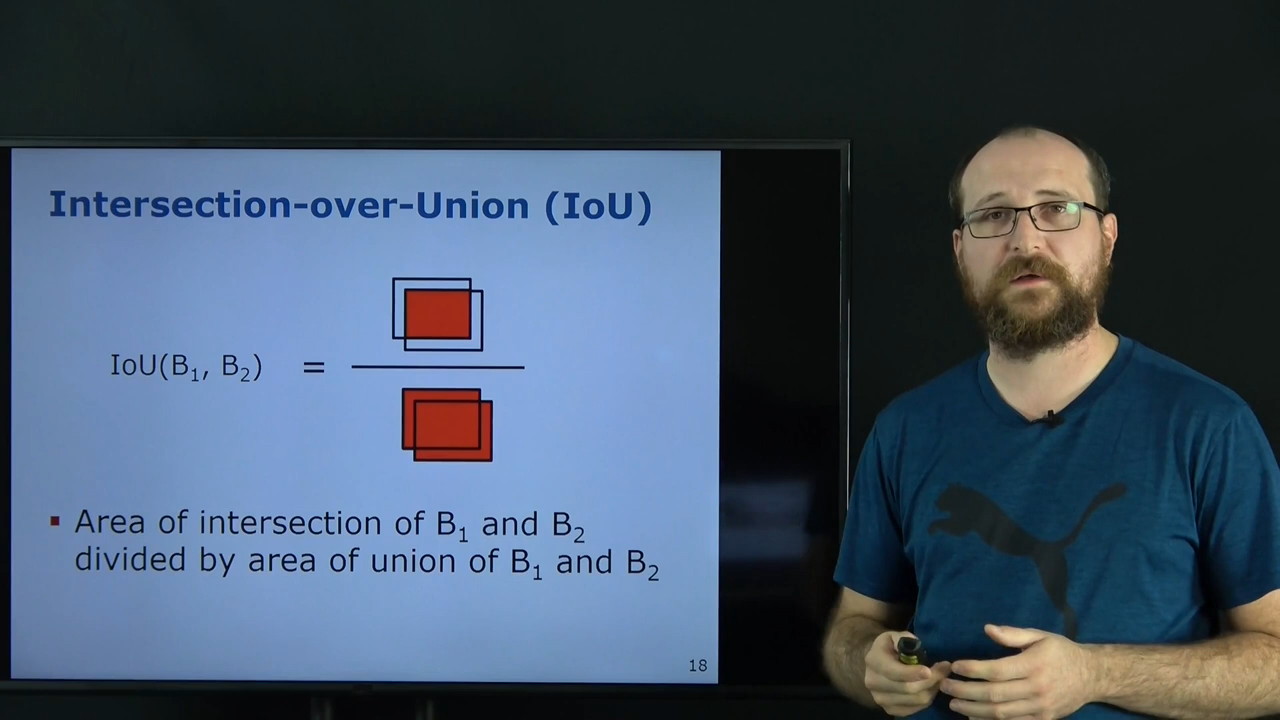 Intersection-over-Union (IoU)
IoU(B₁, B₂) =
▪ Area of intersection of B₁ and B₂
divided by area of union of B₁ and B₂
18